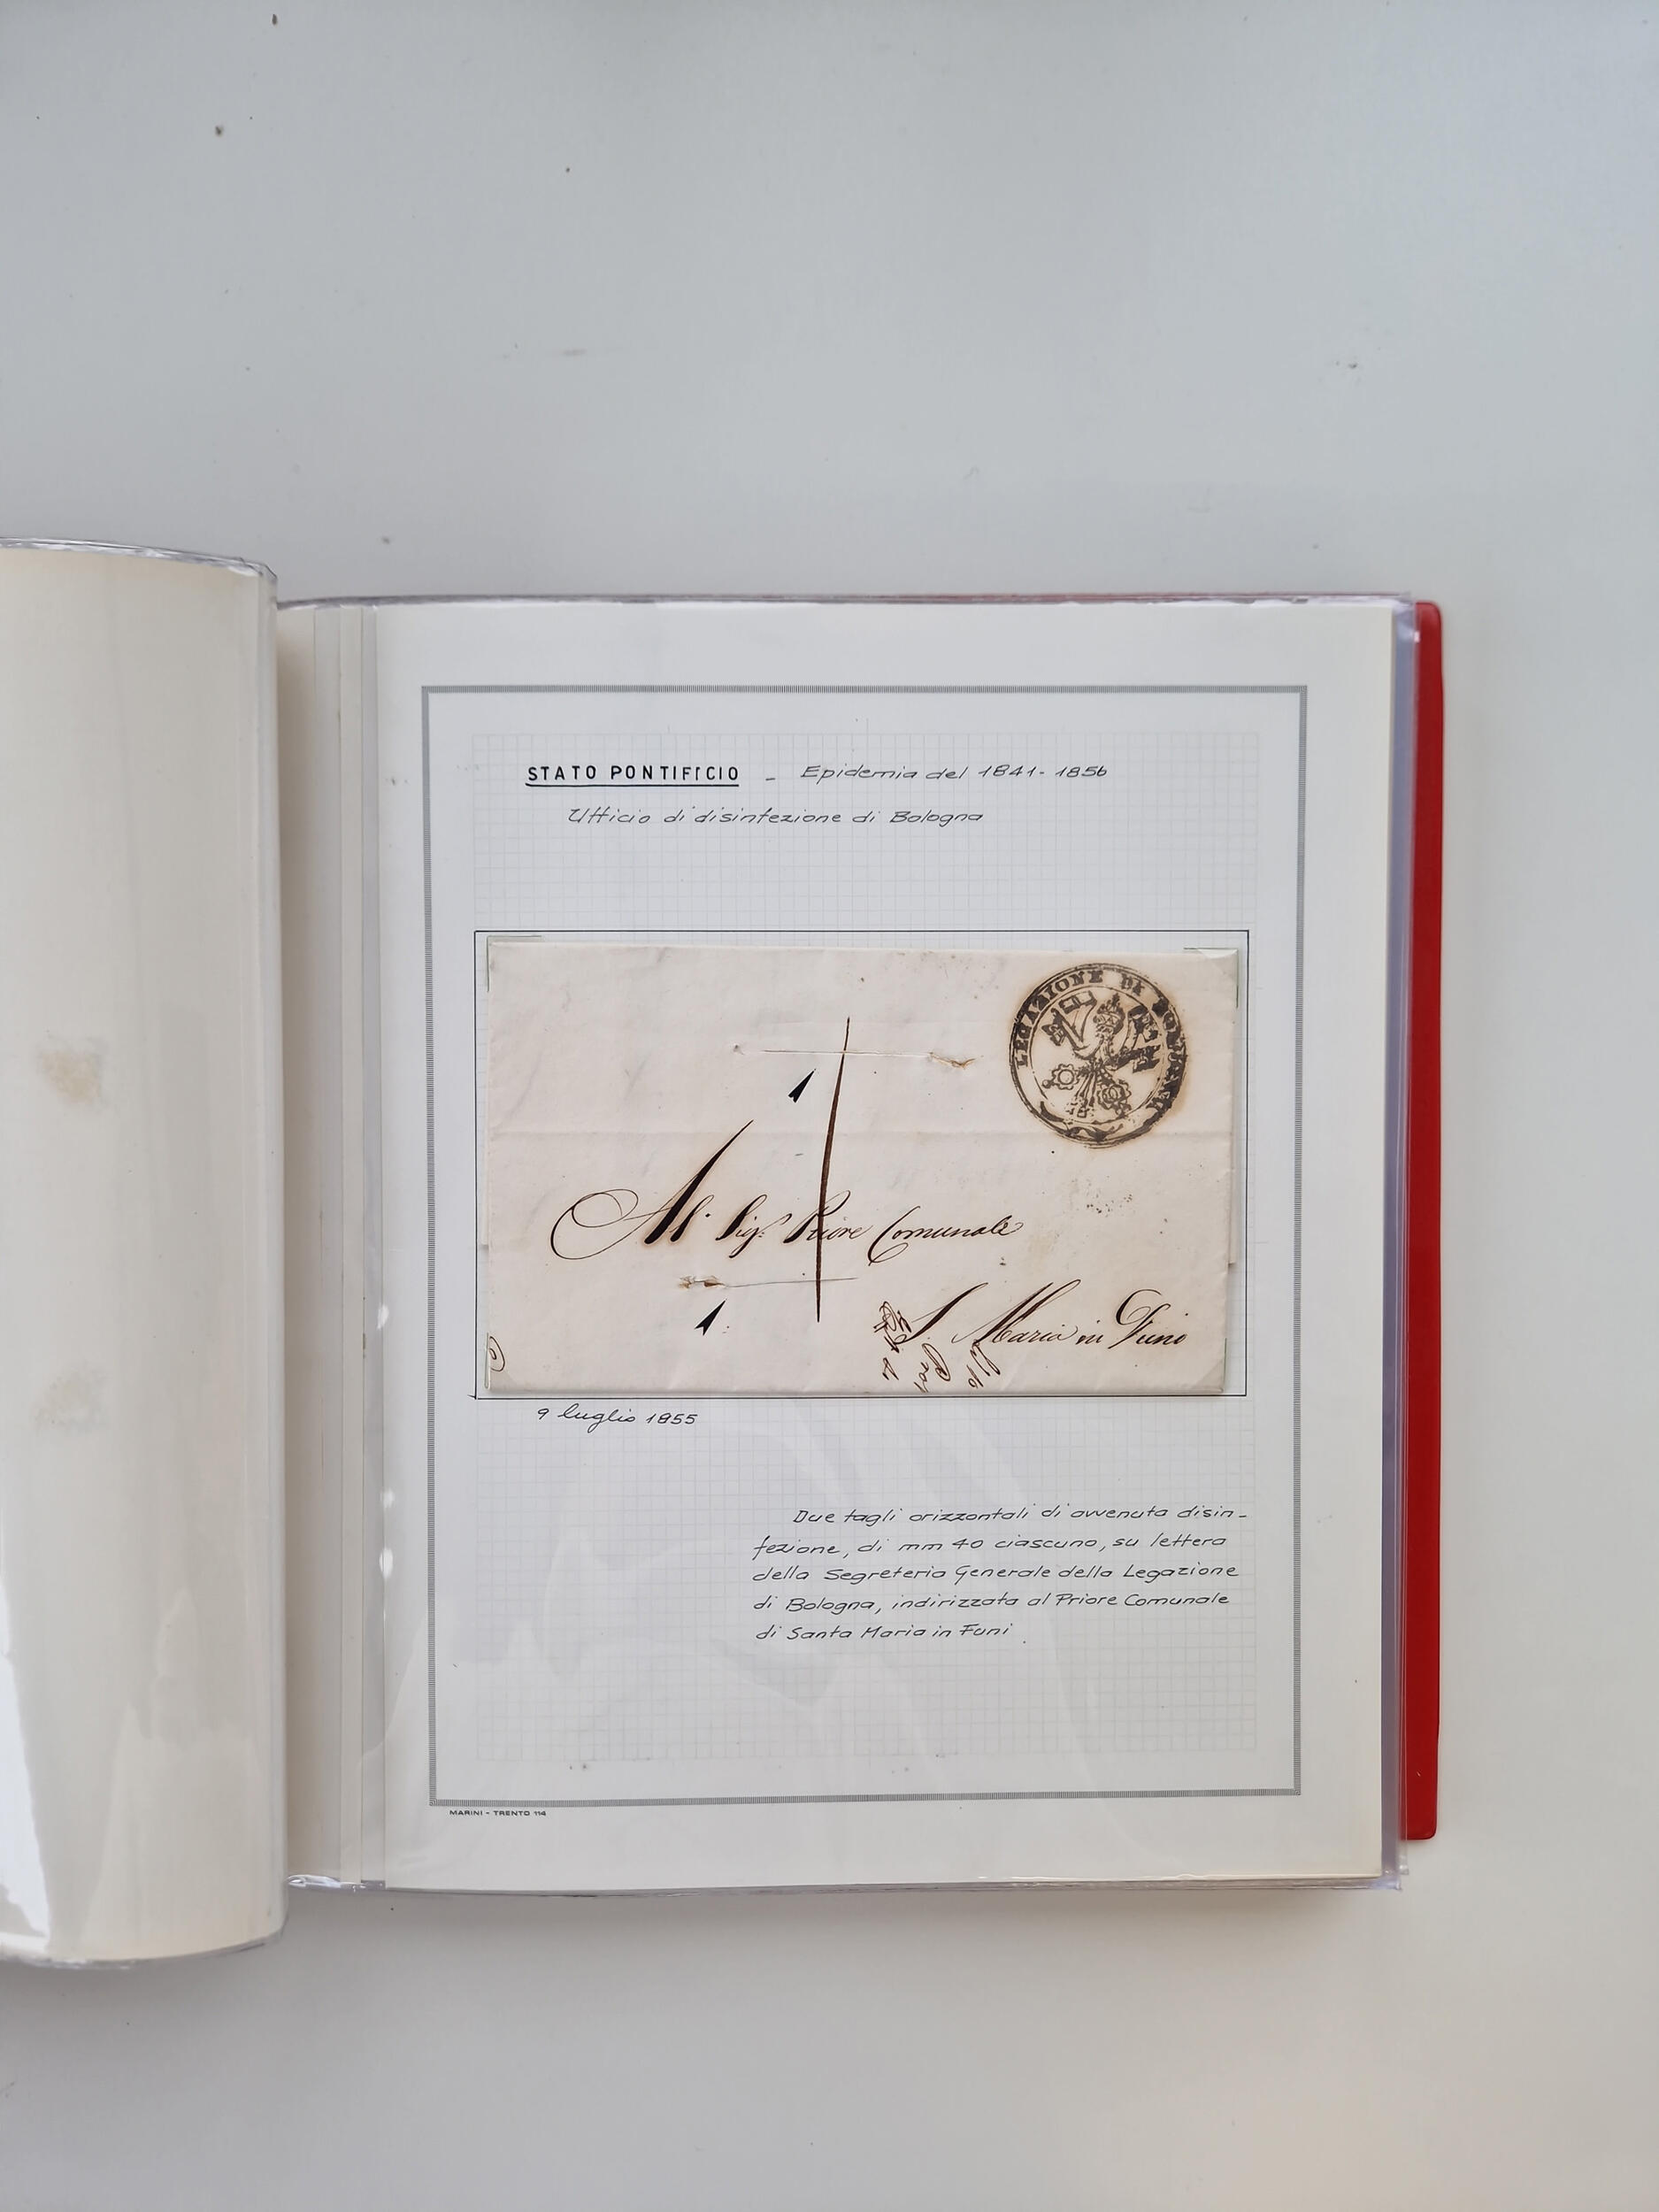 STATO PONTIFICIO - Epidemia del 1841-1856
Ufficio di disinfezione di Bologna
LEGAZIONE DI BOLOGNA
Al Sig. Priore Comunale
S. Maria in Funo
9 luglio 1855
Due tagli orizzontali di avvenuta disin-
fezione, di mm 40 ciascuno, su lettera
della Segreteria Generale della Legazione
di Bologna, indirizzata al Priore Comunale
di Santa Maria in Funi
MARINI - TRENTO 114